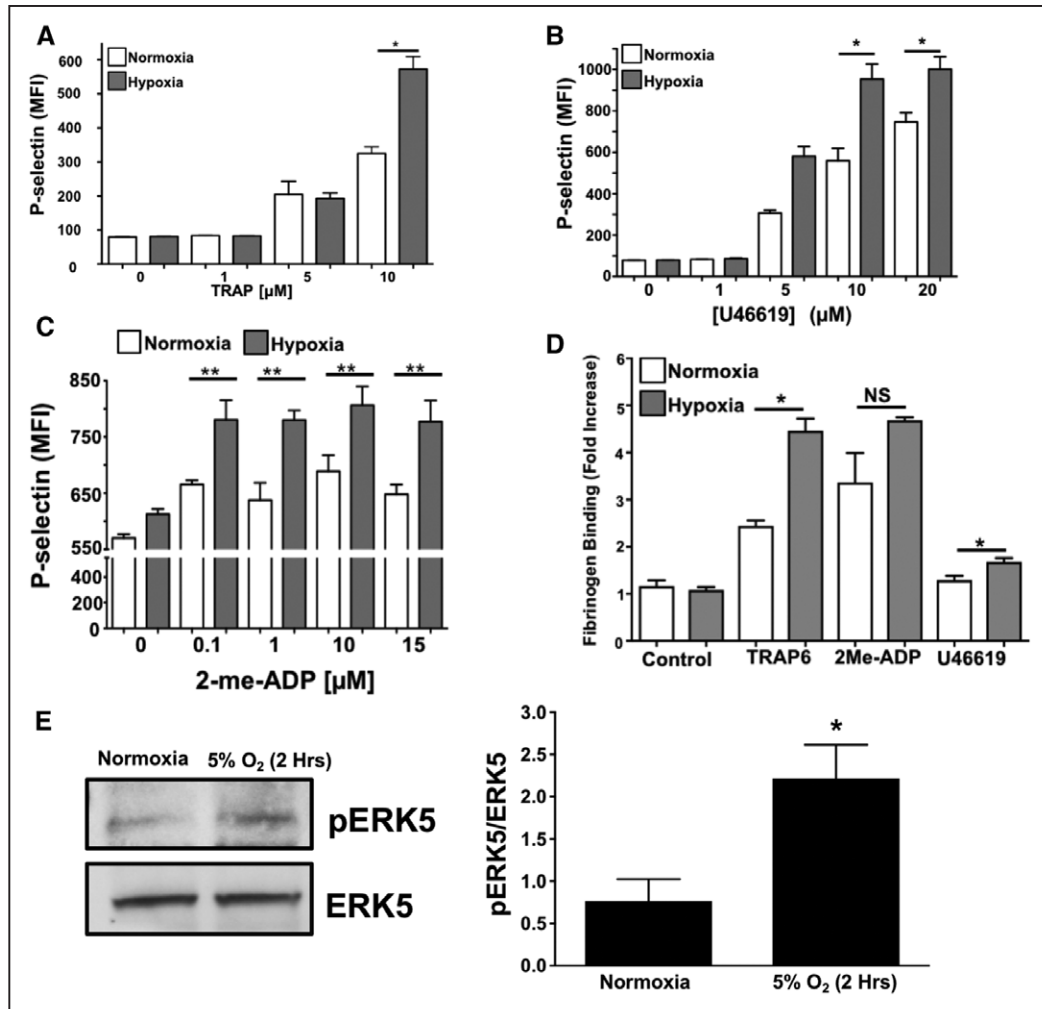 A
P-selectin (MFI)
600
500
400
300
200
100
0
Normoxia
Hypoxia
*
0 1 5 10
TRAP [µM]
B
P-selectin (MFI)
1000
800
600
400
200
0
Normoxia
Hypoxia
* *
0 1 5 10 20
[U46619] (µM)
C
Normoxia Hypoxia
P-selectin (MFI)
850
750
650
550
400
200
0
** ** ** **
0 0.1 1 10 15
2-me-ADP [µM]
D
Fibrinogen Binding (Fold Increase)
6
5
4
3
2
1
0
Normoxia
Hypoxia
* NS *
Control TRAP6 2Me-ADP U46619
E
Normoxia 5% O₂ (2 Hrs)
pERK5
ERK5
pERK5/ERK5
3.0
2.5
2.0
1.5
1.0
0.5
0.0
*
Normoxia 5% O₂ (2 Hrs)